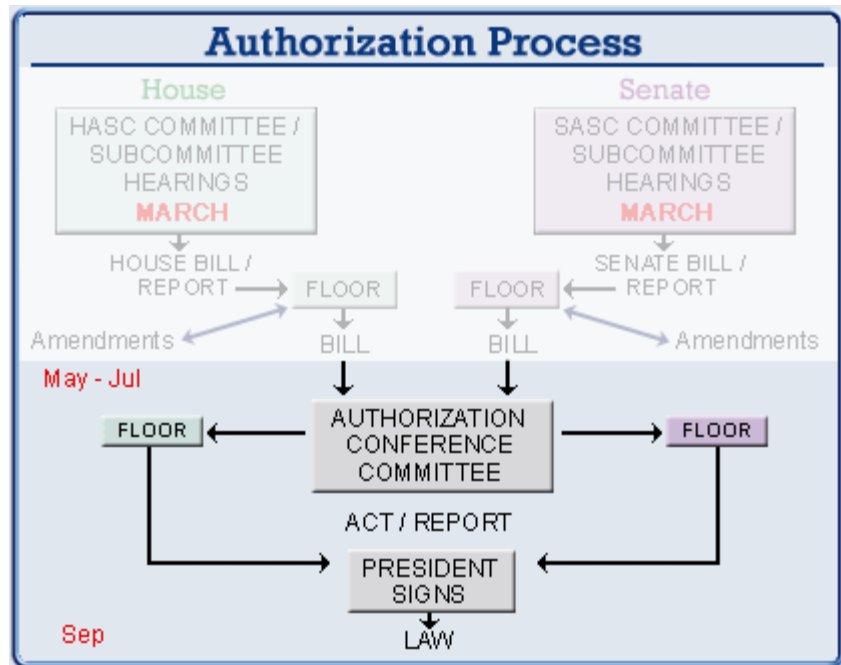 Authorization Process
House
HASC COMMITTEE /
SUBCOMMITTEE
HEARINGS
MARCH
HOUSE BILL /
REPORT
FLOOR
Amendments
BILL
Senate
SASC COMMITTEE /
SUBCOMMITTEE
HEARINGS
MARCH
SENATE BILL /
REPORT
FLOOR
Amendments
BILL
May - Jul
FLOOR
AUTHORIZATION
CONFERENCE
COMMITTEE
FLOOR
ACT / REPORT
PRESIDENT
SIGNS
Sep
LAW